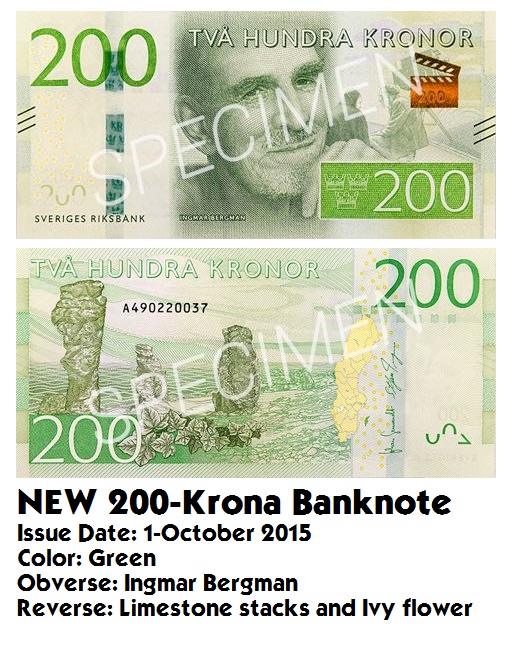 200
TVÅ HUNDRA KRONOR
SPECIMEN
200
200
SVERIGES RIKSBANK
INGMAR BERGMAN
TVÅ HUNDRA KRONOR
200
A490220037
SPECIMEN
200
NEW 200-Krona Banknote
Issue Date: 1-October 2015
Color: Green
Obverse: Ingmar Bergman
Reverse: Limestone stacks and Ivy flower